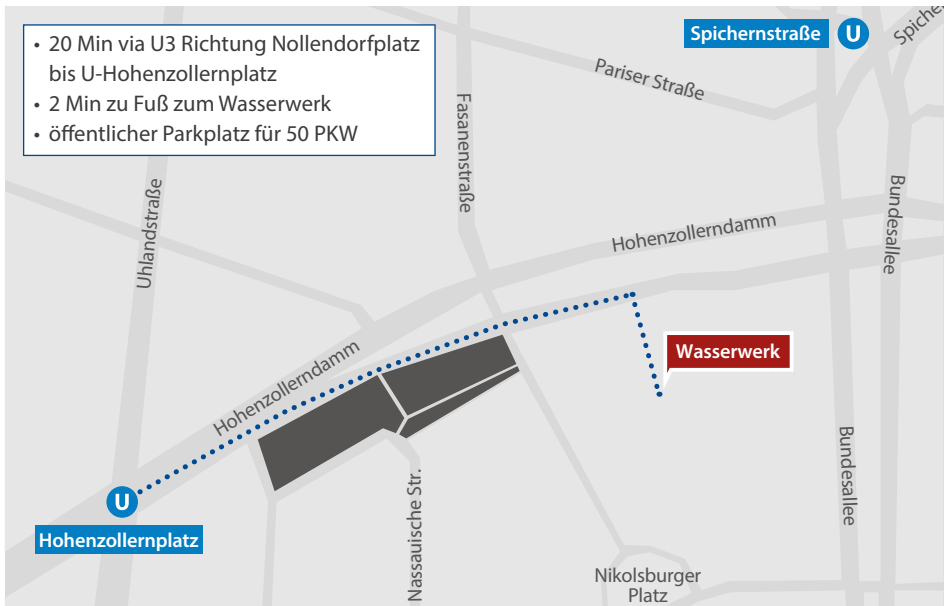 • 20 Min via U3 Richtung Nollendorfplatz
bis U-Hohenzollernplatz
• 2 Min zu Fuß zum Wasserwerk
• öffentlicher Parkplatz für 50 PKW
Spichernstraße U
Spiche
Pariser Straße
Fasanenstraße
Uhlandstraße
Bundesallee
Hohenzollerndamm
Wasserwerk
Hohenzollerndamm
Bundesallee
Nassauische Str.
U
Hohenzollernplatz
Nikolsburger
Platz